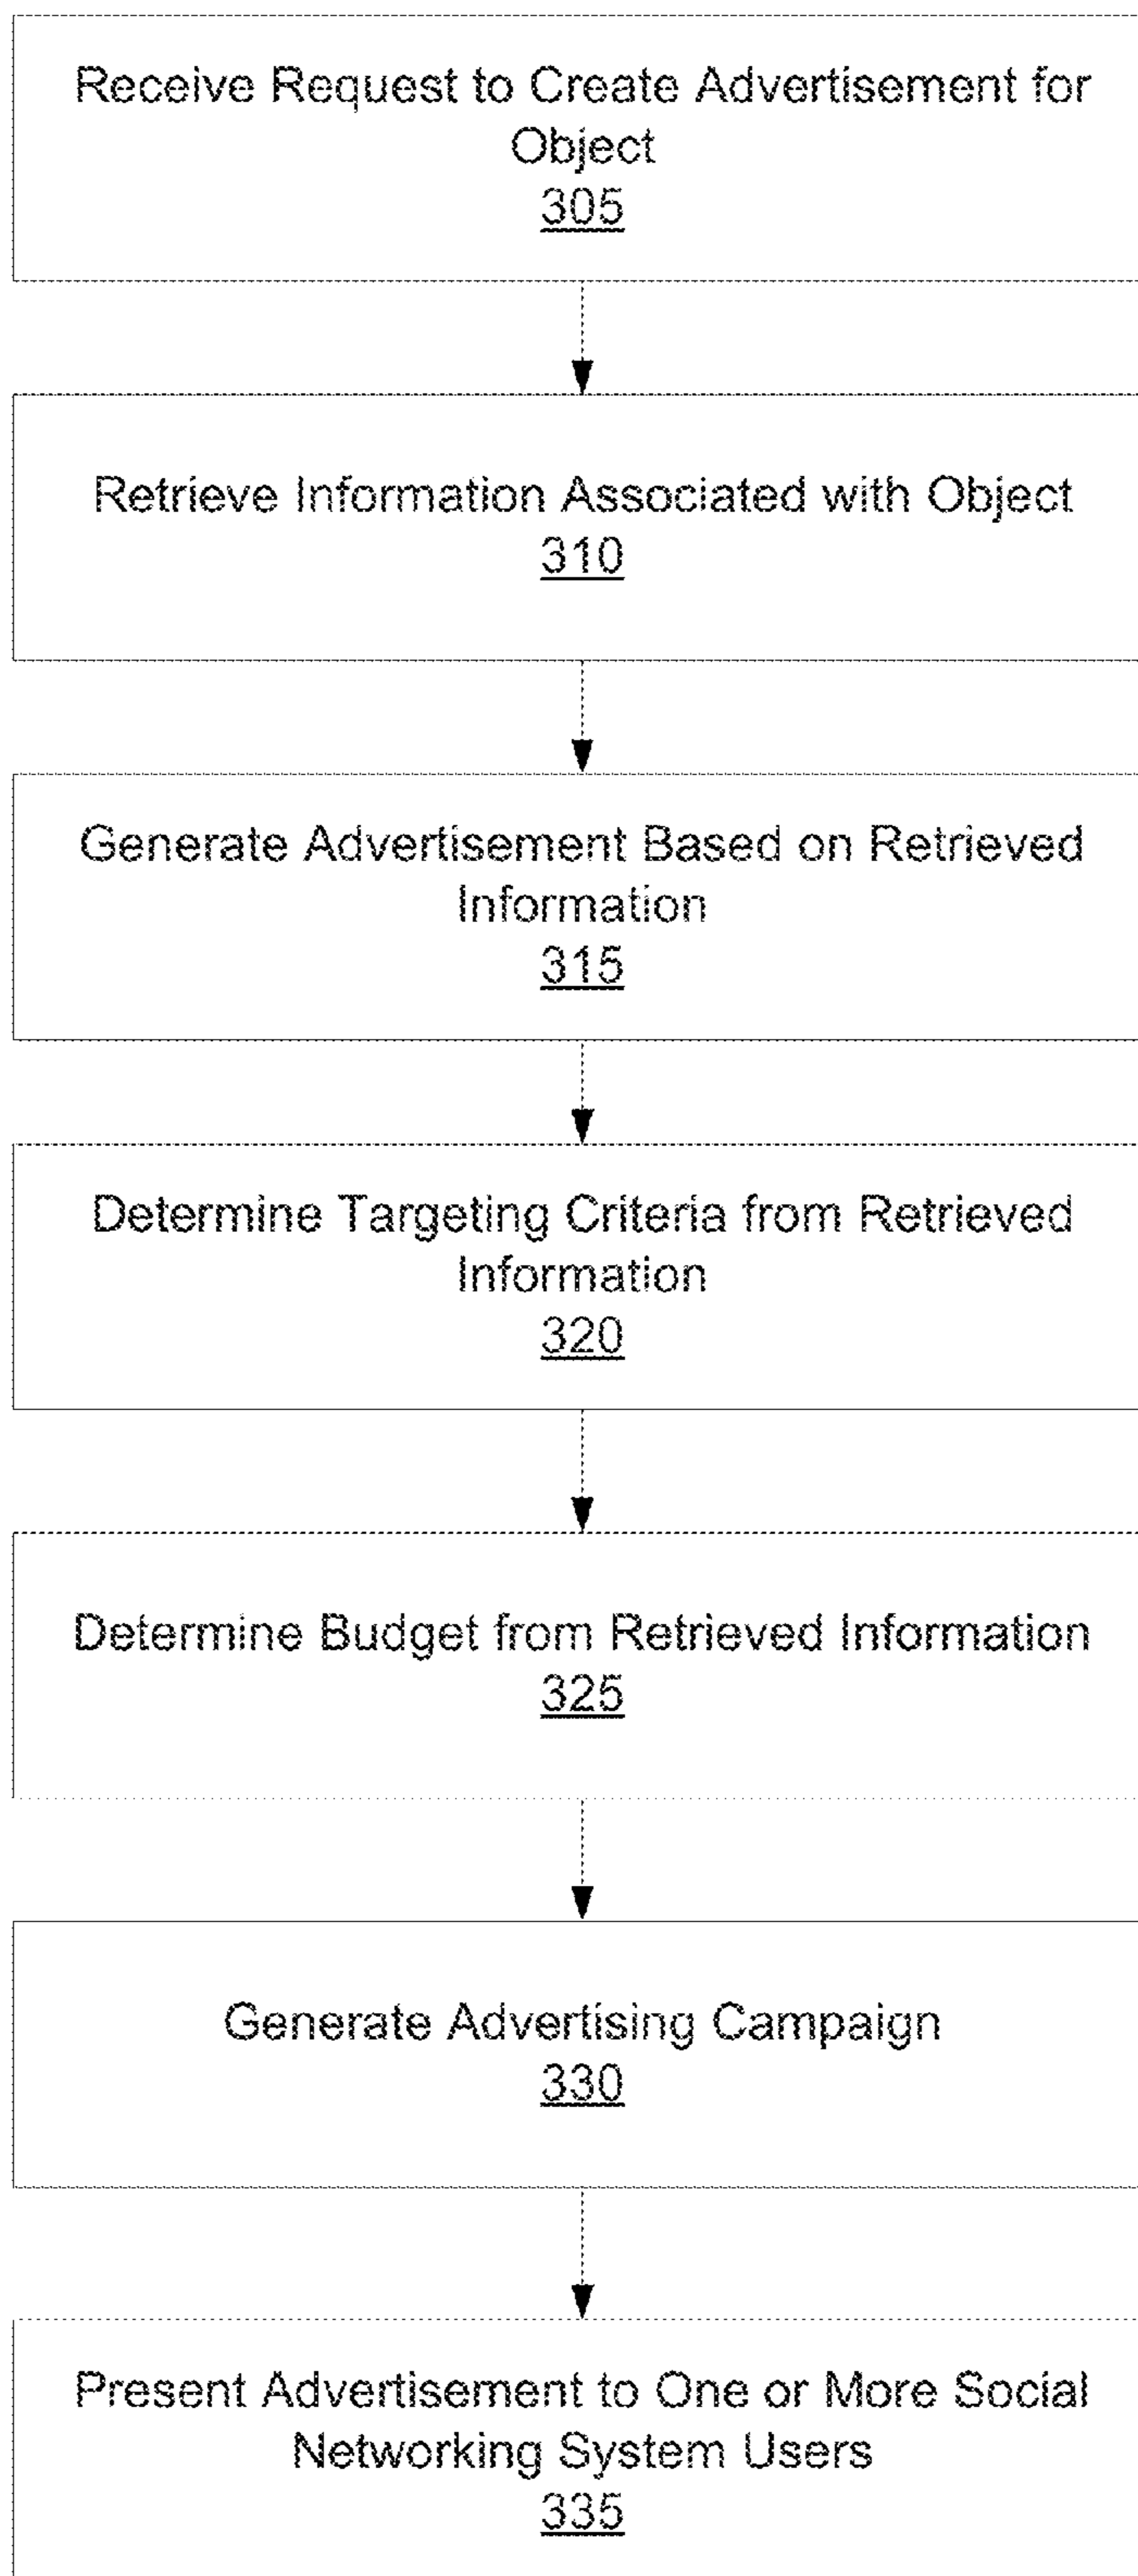 Receive Request to Create Advertisement for
Object
305
Retrieve Information Associated with Object
310
Generate Advertisement Based on Retrieved
Information
315
Determine Targeting Criteria from Retrieved
Information
320
Determine Budget from Retrieved Information
325
Generate Advertising Campaign
330
Present Advertisement to One or More Social
Networking System Users
335